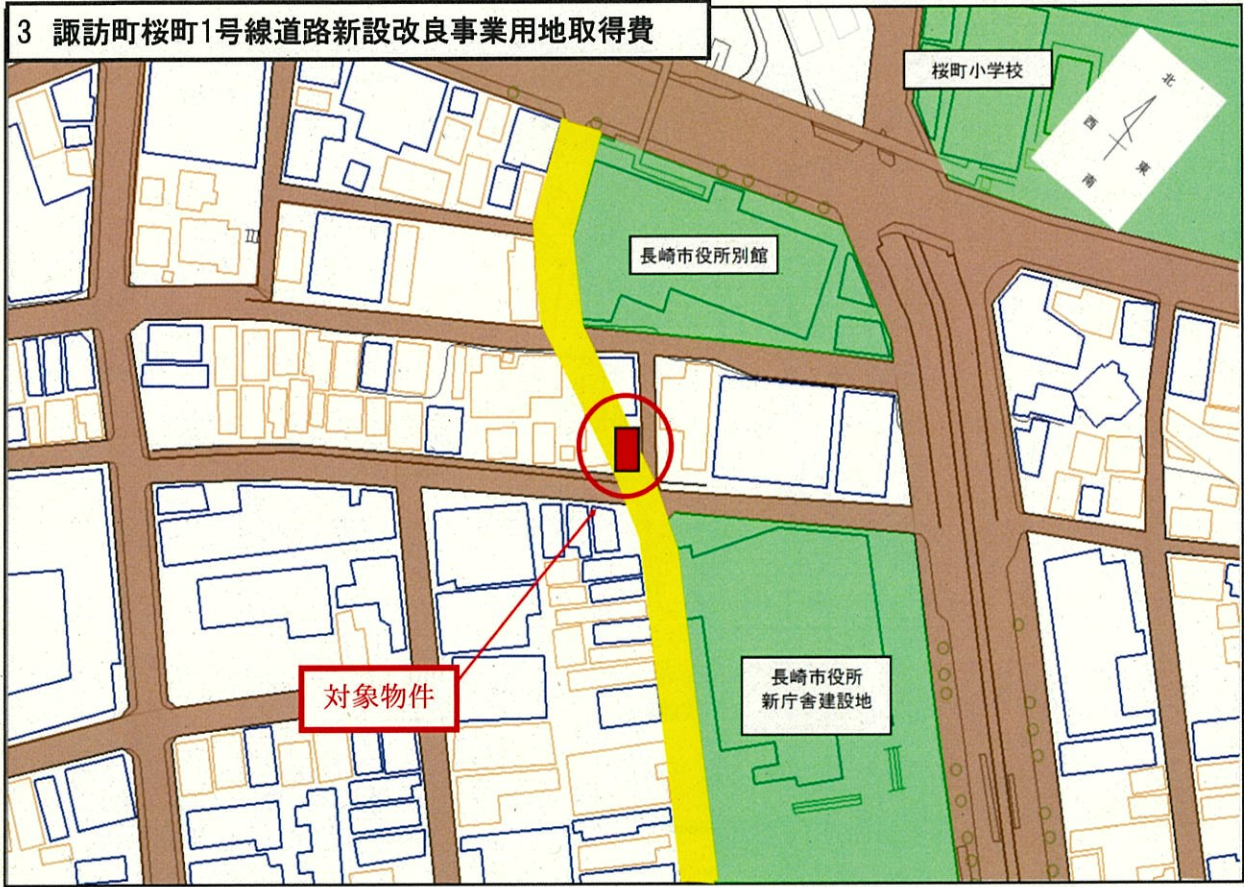 3 諏訪町桜町1号線道路新設改良事業用地取得費
桜町小学校
北
西
東
南
長崎市役所別館
対象物件
長崎市役所
新庁舎建設地